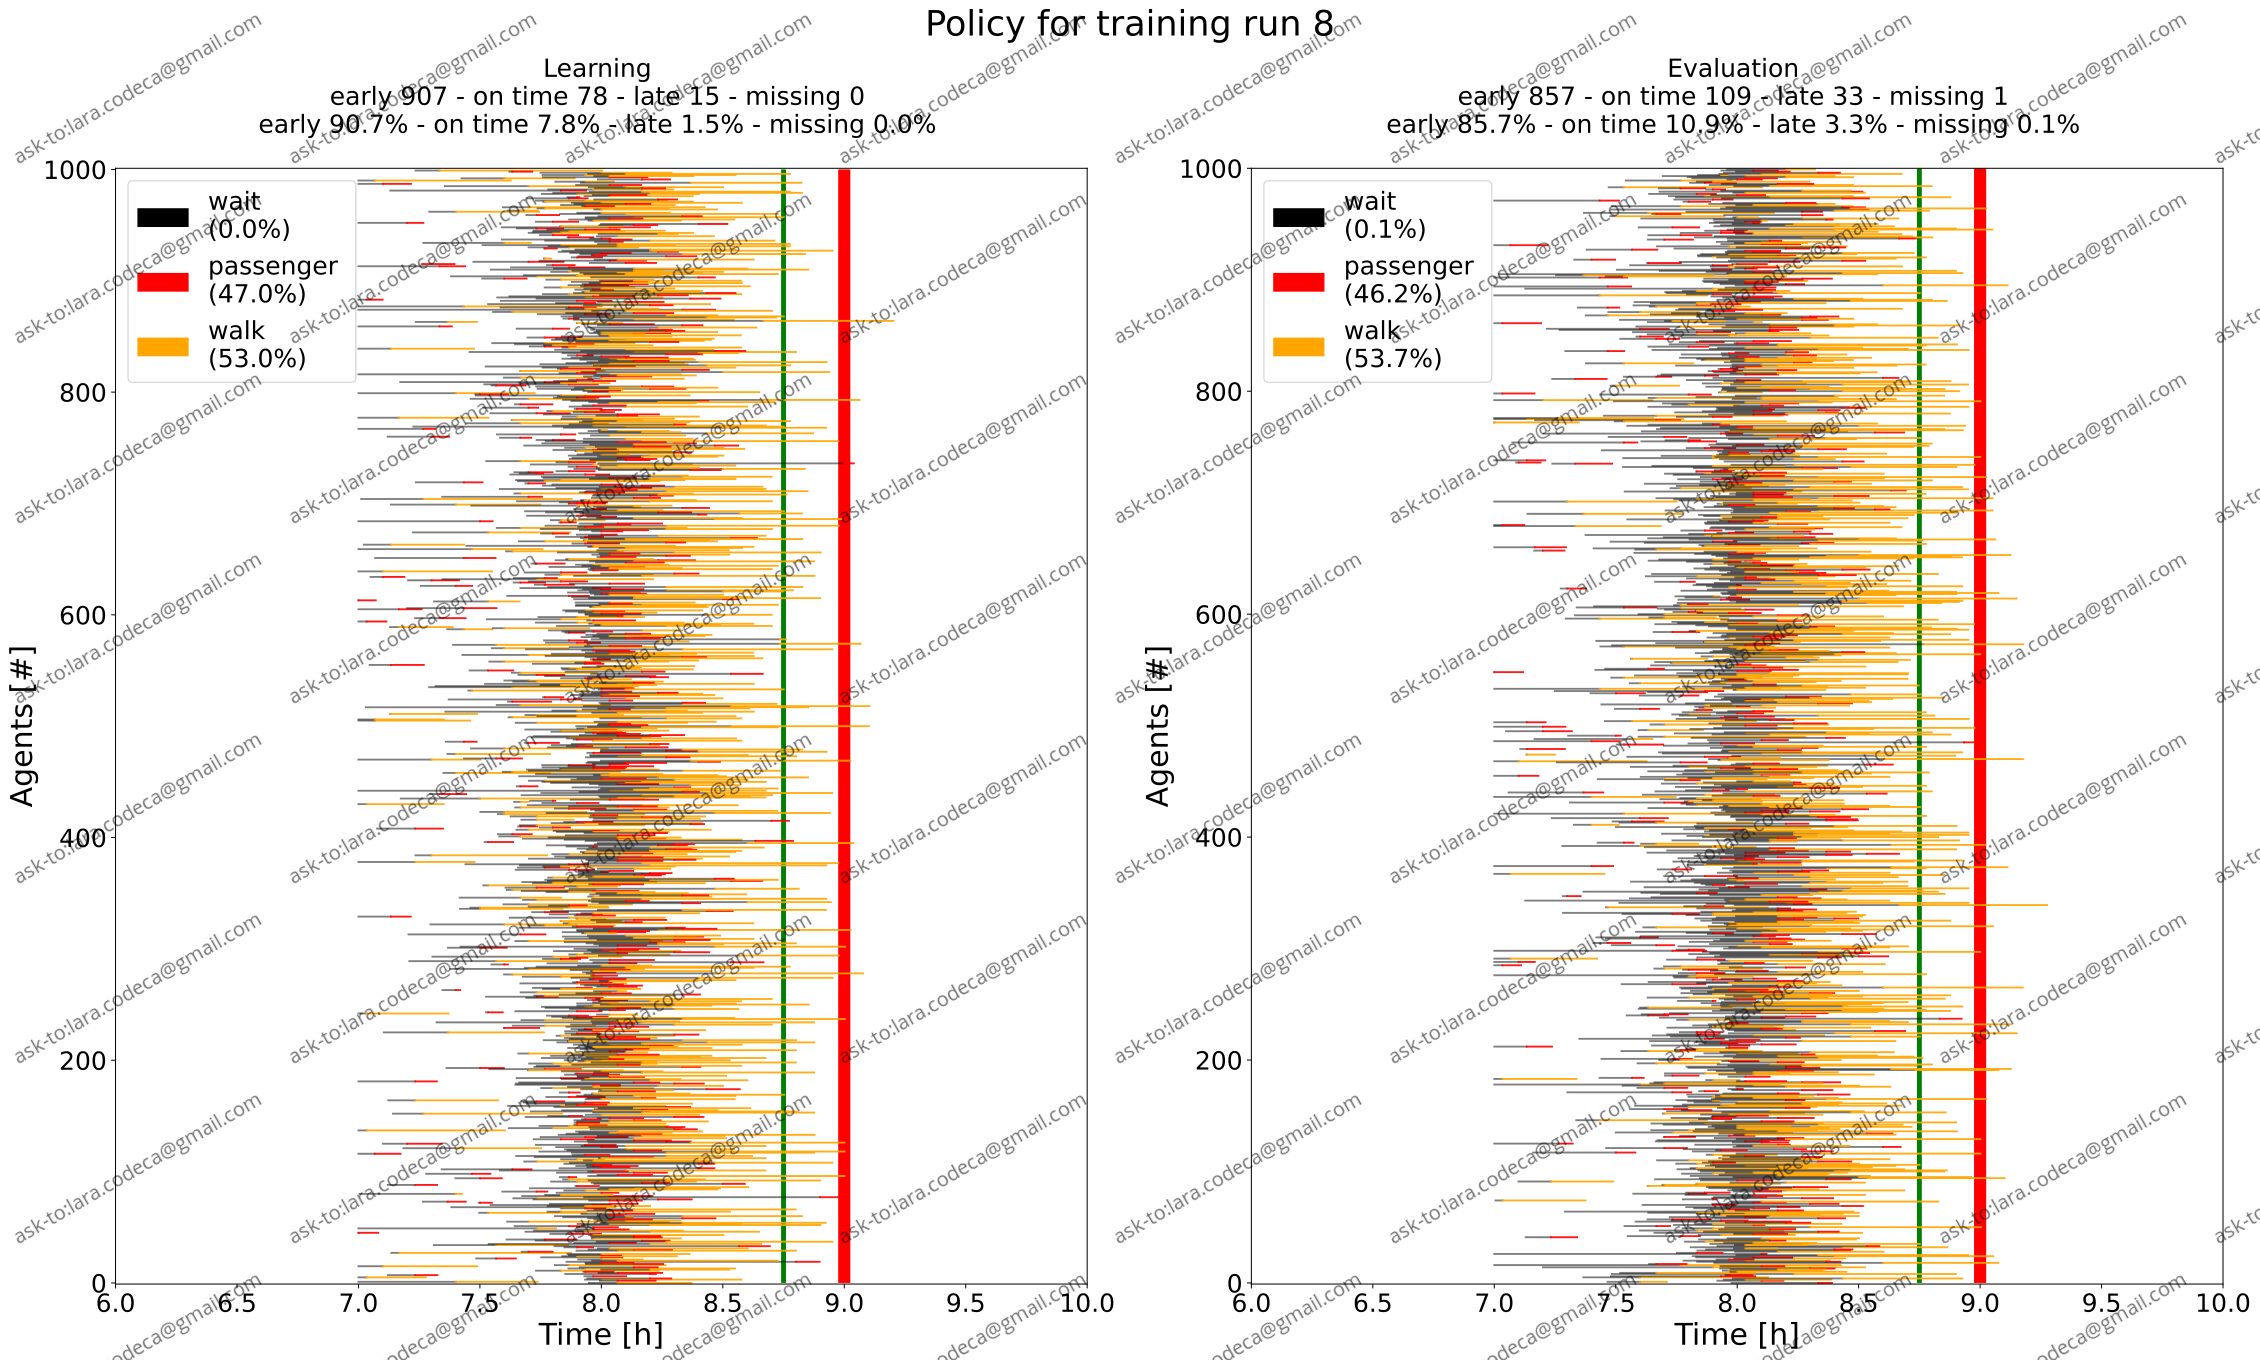 Policy for training run 8
Learning
early 907 - on time 78 - late 15 - missing 0
early 90.7% - on time 7.8% - late 1.5% - missing 0.0%
wait
(0.0%)
passenger
(47.0%)
walk
(53.0%)
Agents [#]
1000
800
600
400
200
0
6.0 6.5 7.0 7.5 8.0 8.5 9.0 9.5 10.0
Time [h]
Evaluation
early 857 - on time 109 - late 33 - missing 1
early 85.7% - on time 10.9% - late 3.3% - missing 0.1%
wait
(0.1%)
passenger
(46.2%)
walk
(53.7%)
Agents [#]
1000
800
600
400
200
0
6.0 6.5 7.0 7.5 8.0 8.5 9.0 9.5 10.0
Time [h]
ask-to:lara.codeca@gmail.com